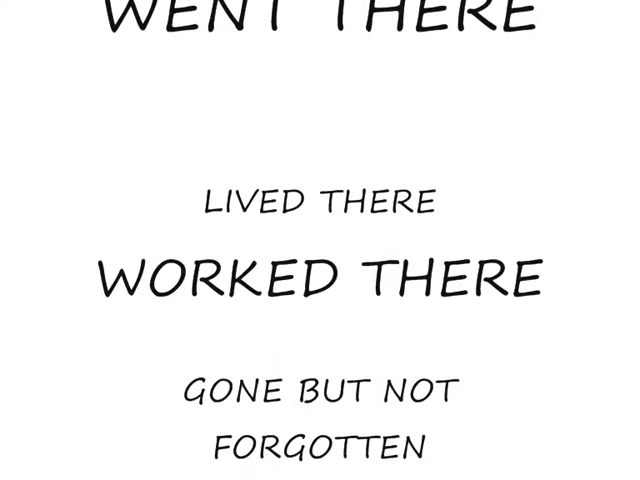 WENT THERE
LIVED THERE
WORKED THERE
GONE BUT NOT
FORGOTTEN